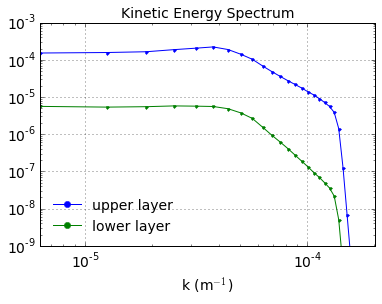 Kinetic Energy Spectrum
10⁻³
10⁻⁴
10⁻⁵
10⁻⁶
10⁻⁷
10⁻⁸
10⁻⁹
upper layer
lower layer
10⁻⁵ 10⁻⁴
k (m⁻¹)